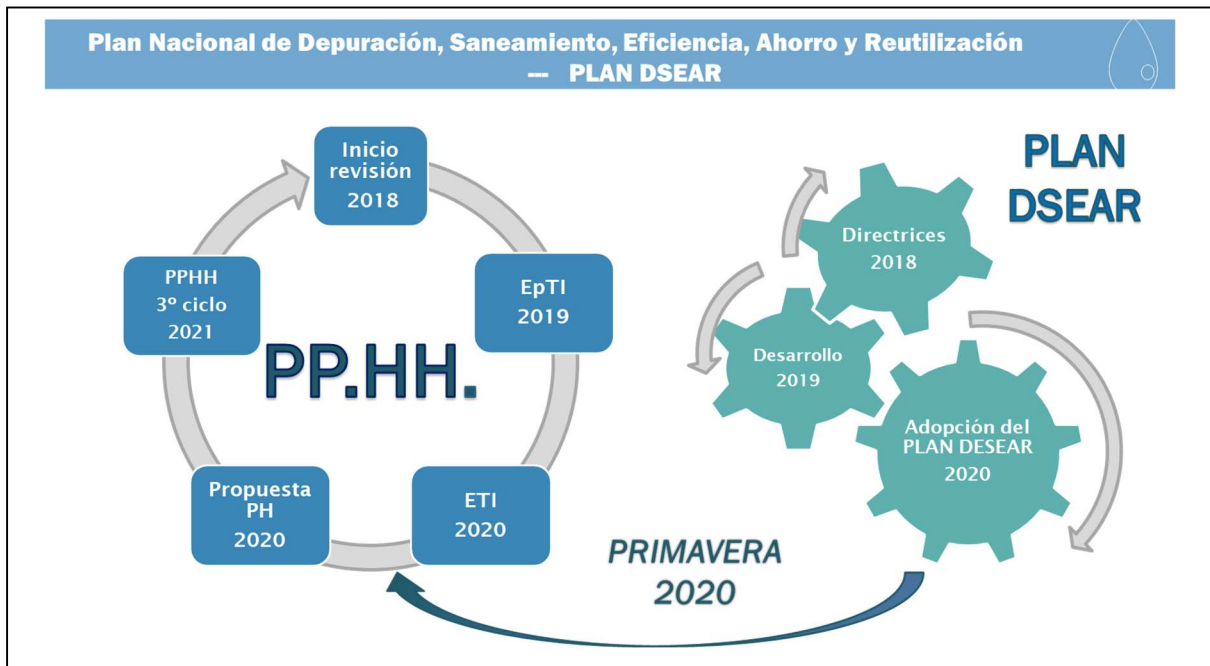 Plan Nacional de Depuración, Saneamiento, Eficiencia, Ahorro y Reutilización
--- PLAN DSEAR
Inicio
revisión
2018
EpTI
2019
ETI
2020
Propuesta
PH
2020
PPHH
3º ciclo
2021
PP.HH.
PLAN
DSEAR
Directrices
2018
Desarrollo
2019
Adopción del
PLAN DESEAR
2020
PRIMAVERA
2020